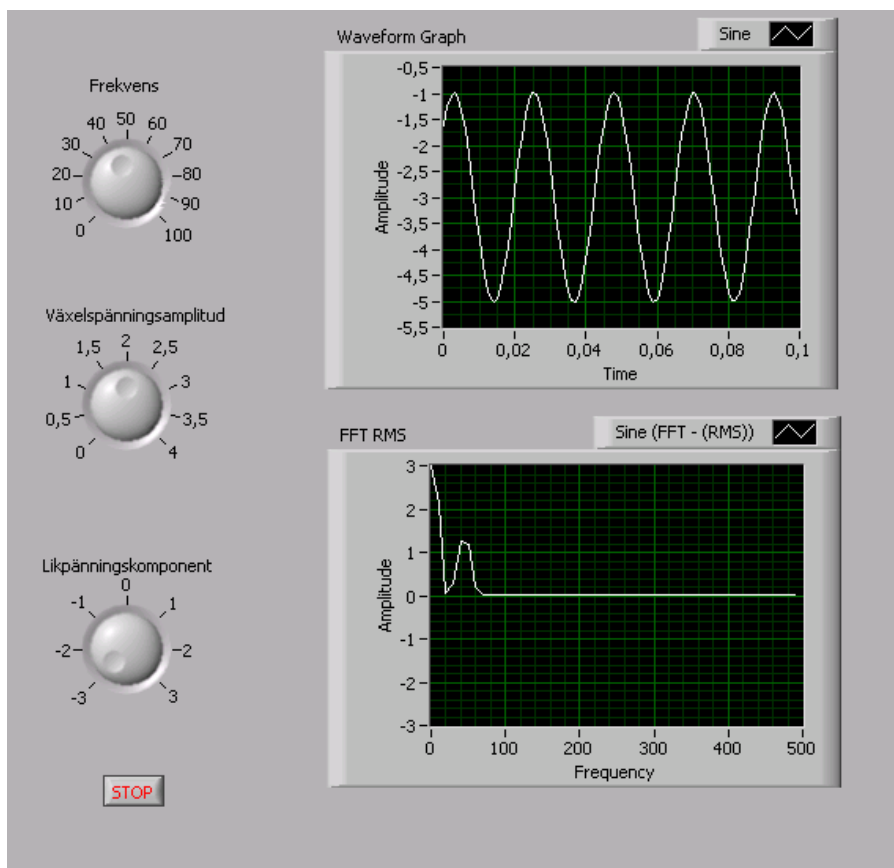 Frekvens
0 10 20 30 40 50 60 70 80 90 100
Växelspänningsamplitud
0 0,5 1 1,5 2 2,5 3 3,5 4
Likpänningskomponent
-3 -2 -1 0 1 2 3
STOP
Waveform Graph
Sine
Amplitude
-0,5
-1
-1,5
-2
-2,5
-3
-3,5
-4
-4,5
-5
-5,5
0 0,02 0,04 0,06 0,08 0,1
Time
FFT RMS
Sine (FFT - (RMS))
Amplitude
3
2
1
0
-1
-2
-3
0 100 200 300 400 500
Frequency